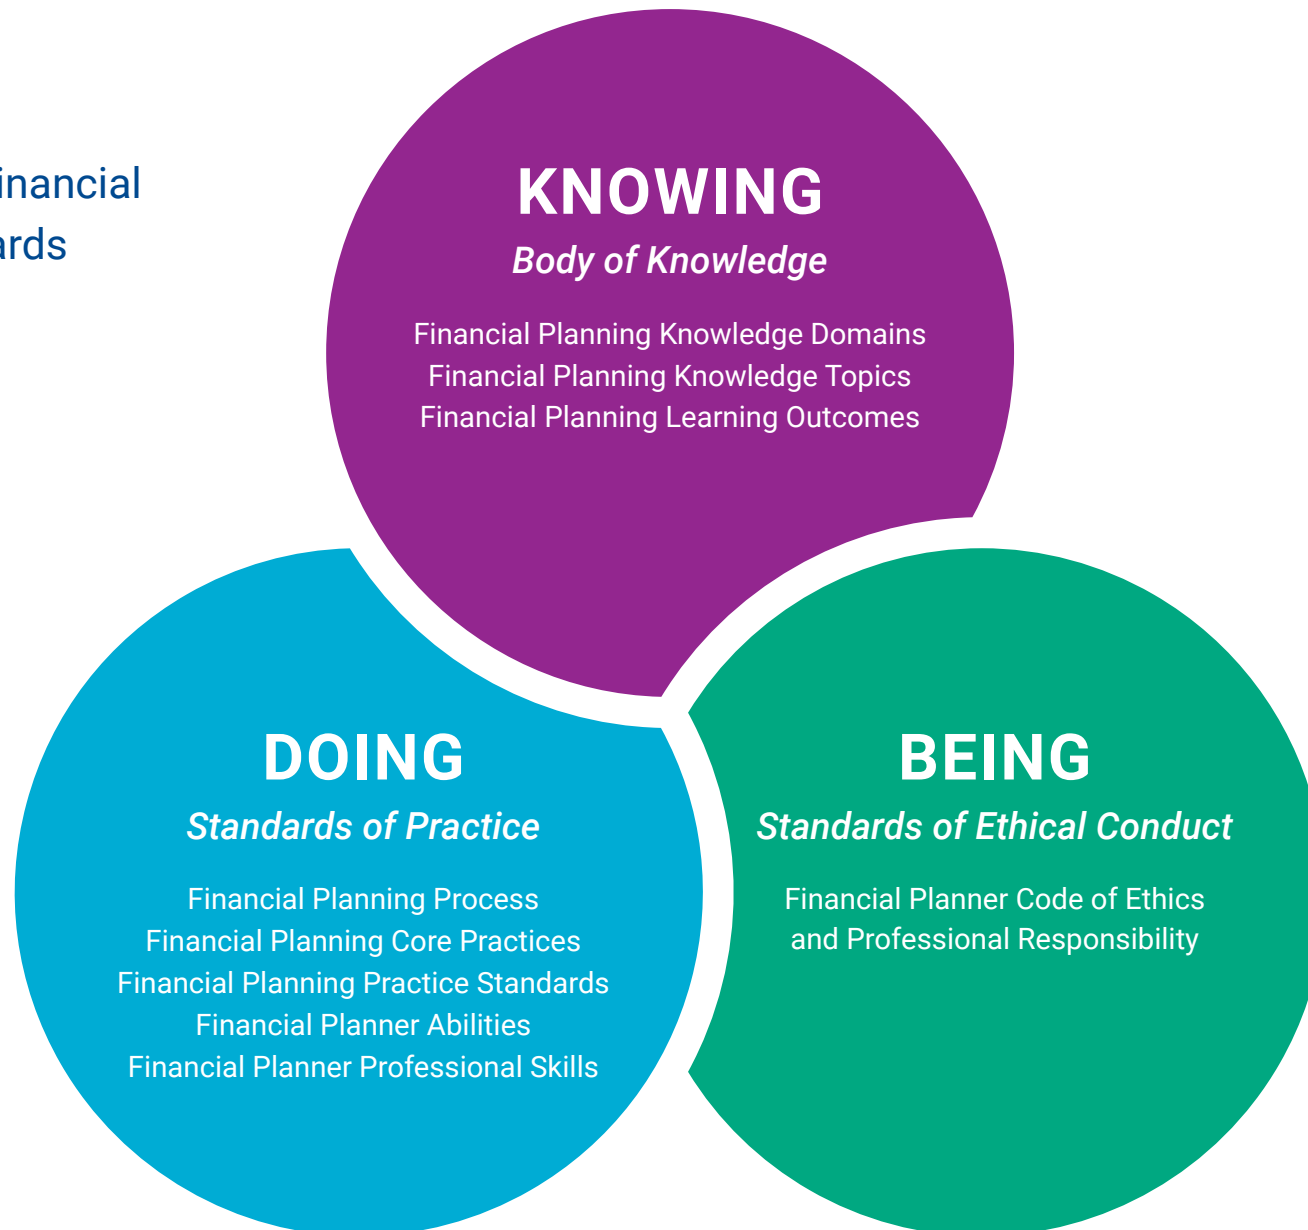 inancial
ards
KNOWING
Body of Knowledge
Financial Planning Knowledge Domains
Financial Planning Knowledge Topics
Financial Planning Learning Outcomes
DOING
Standards of Practice
Financial Planning Process
Financial Planning Core Practices
Financial Planning Practice Standards
Financial Planner Abilities
Financial Planner Professional Skills
BEING
Standards of Ethical Conduct
Financial Planner Code of Ethics
and Professional Responsibility